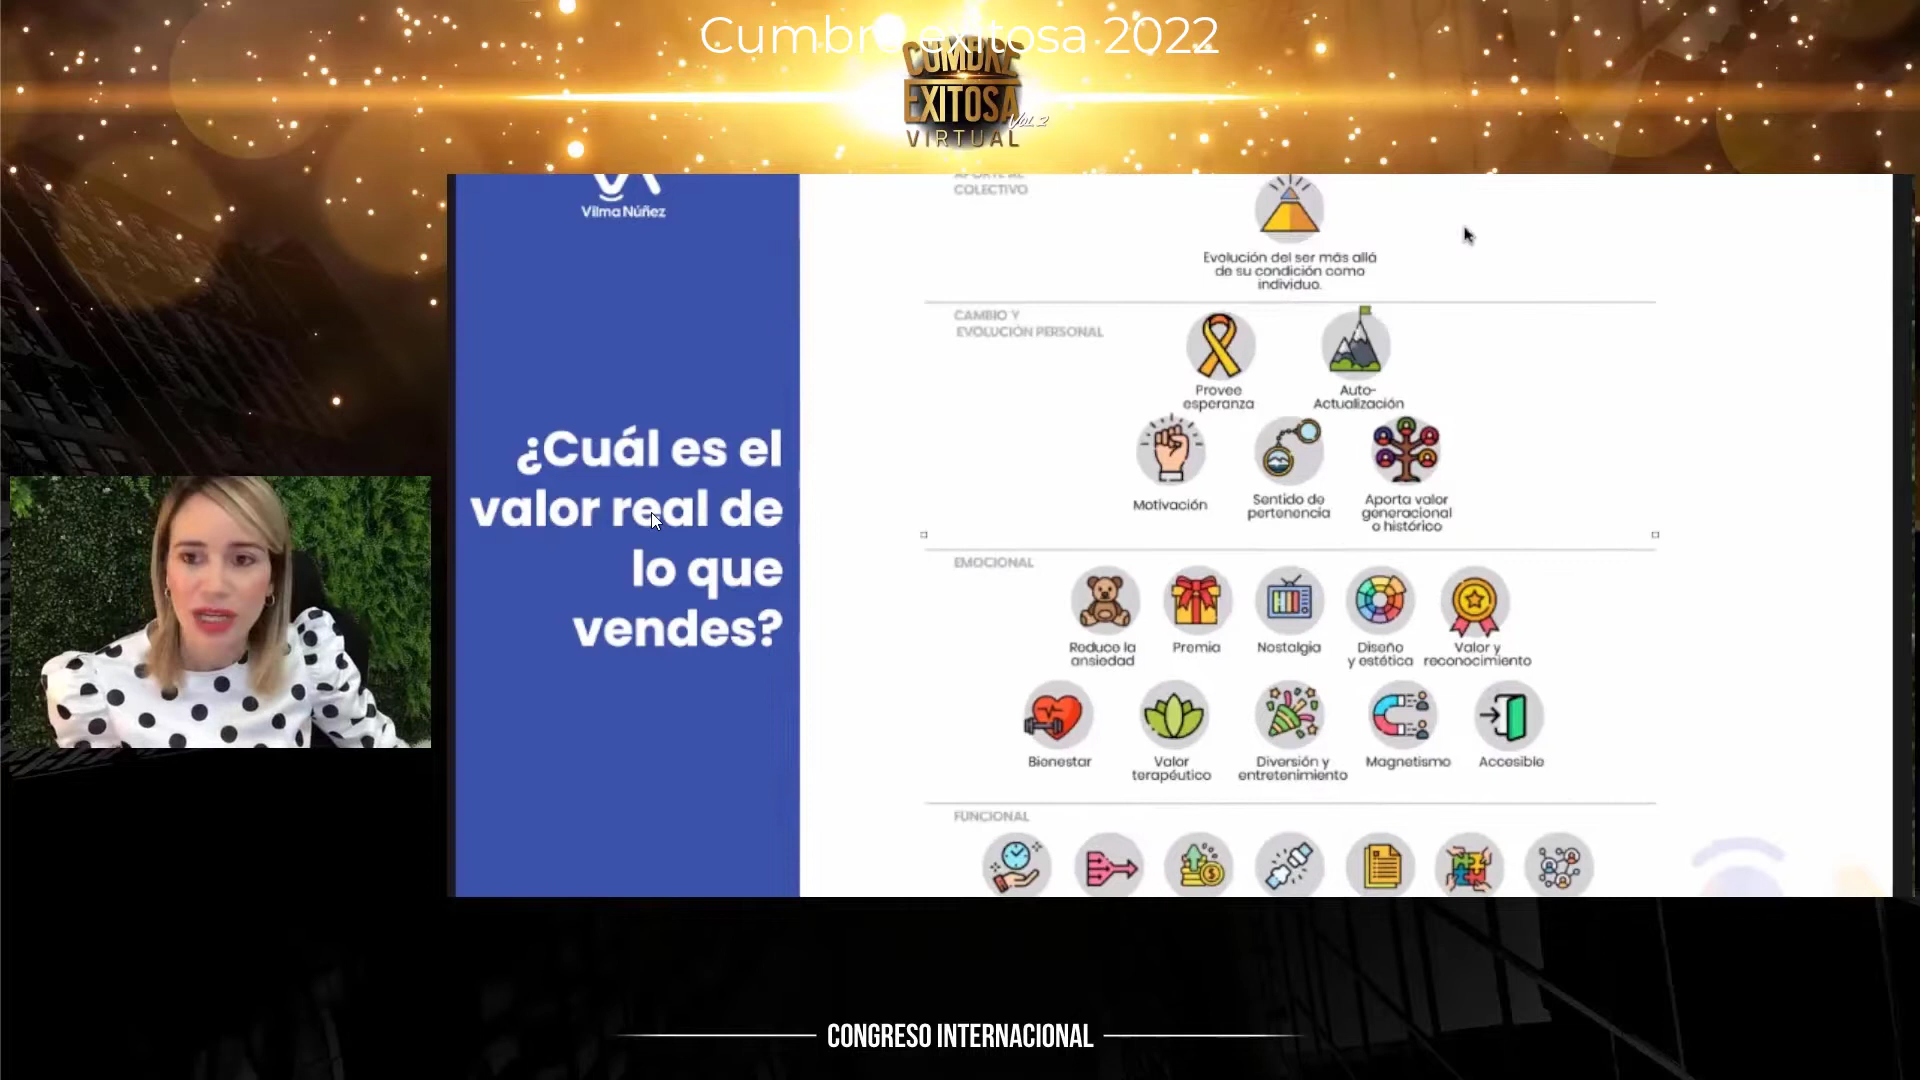 Cumbre exitosa 2022
CUMBRE
EXITOSA
Vol 2
VIRTUAL
Vilma Núñez
¿Cuál es el
valor real de
lo que
vendes?
APORTE AL
COLECTIVO
Evolución del ser más allá
de su condición como
individuo.
CAMBIO Y
EVOLUCIÓN PERSONAL
Provee
esperanza
Auto-
Actualización
Motivación
Sentido de
pertenencia
Aporta valor
generacional
o histórico
EMOCIONAL
Reduce la
ansiedad
Premia
Nostalgia
Diseño
y estética
Valor y
reconocimiento
Bienestar
Valor
terapéutico
Diversión y
entretenimiento
Magnetismo
Accesible
FUNCIONAL
CONGRESO INTERNACIONAL